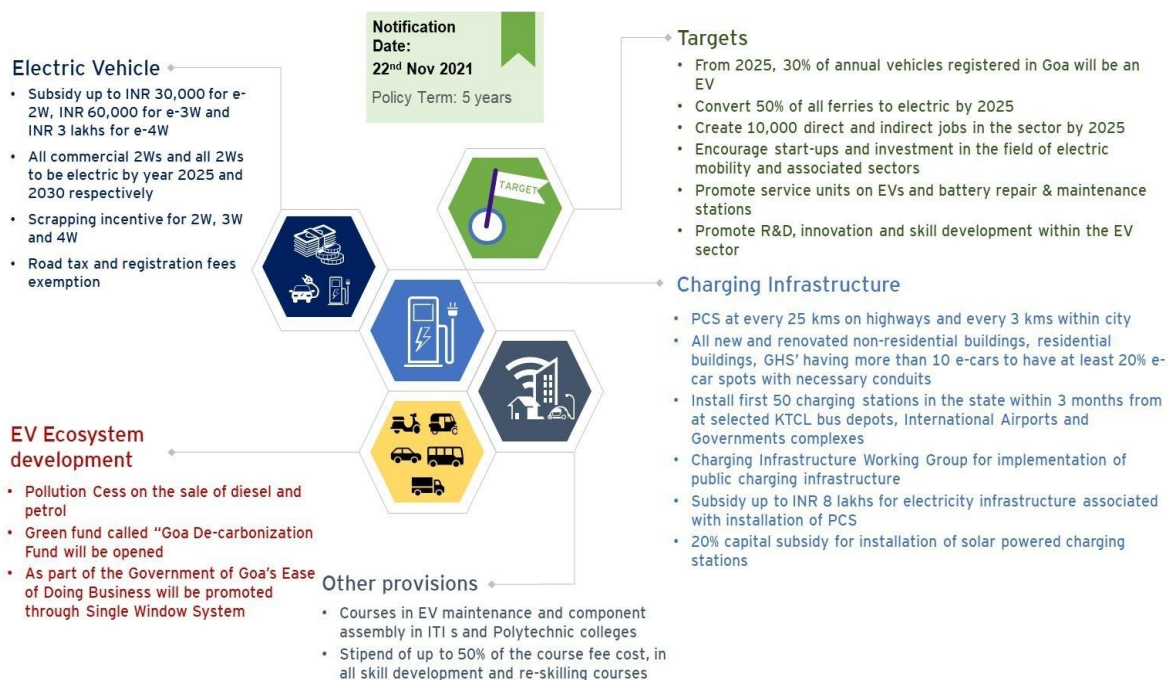 Notification
Date:
22nd Nov 2021
Policy Term: 5 years
Electric Vehicle
• Subsidy up to INR 30,000 for e-
2W, INR 60,000 for e-3W and
INR 3 lakhs for e-4W
• All commercial 2Ws and all 2Ws
to be electric by year 2025 and
2030 respectively
• Scrapping incentive for 2W, 3W
and 4W
• Road tax and registration fees
exemption
Targets
• From 2025, 30% of annual vehicles registered in Goa will be an
EV
• Convert 50% of all ferries to electric by 2025
• Create 10,000 direct and indirect jobs in the sector by 2025
• Encourage start-ups and investment in the field of electric
mobility and associated sectors
• Promote service units on EVs and battery repair & maintenance
stations
• Promote R&D, innovation and skill development within the EV
sector
TARGET
Charging Infrastructure
• PCS at every 25 kms on highways and every 3 kms within city
• All new and renovated non-residential buildings, residential
buildings, GHS' having more than 10 e-cars to have at least 20% e-
car spots with necessary conduits
• Install first 50 charging stations in the state within 3 months from
at selected KTCL bus depots, International Airports and
Governments complexes
• Charging Infrastructure Working Group for implementation of
public charging infrastructure
• Subsidy up to INR 8 lakhs for electricity infrastructure associated
with installation of PCS
• 20% capital subsidy for installation of solar powered charging
stations
EV Ecosystem
development
• Pollution Cess on the sale of diesel and
petrol
• Green fund called "Goa De-carbonization
Fund will be opened
• As part of the Government of Goa's Ease
of Doing Business will be promoted
through Single Window System
Other provisions
• Courses in EV maintenance and component
assembly in ITI s and Polytechnic colleges
• Stipend of up to 50% of the course fee cost, in
all skill development and re-skilling courses